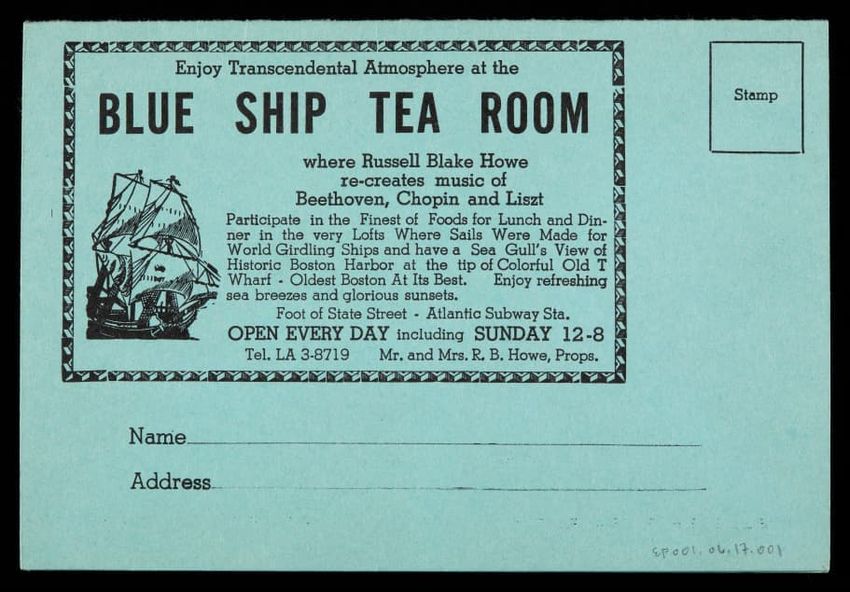 Enjoy Transcendental Atmosphere at the
BLUE SHIP TEA ROOM
where Russell Blake Howe
re-creates music of
Beethoven, Chopin and Liszt
Participate in the Finest of Foods for Lunch and Din-
ner in the very Lofts Where Sails Were Made for
World Girdling Ships and have a Sea Gull's View of
Historic Boston Harbor at the tip of Colorful Old T
Wharf - Oldest Boston At Its Best. Enjoy refreshing
sea breezes and glorious sunsets.
Foot of State Street - Atlantic Subway Sta.
OPEN EVERY DAY including SUNDAY 12-8
Tel. LA 3-8719 Mr. and Mrs. R. B. Howe, Props.
Stamp
Name
Address
EP001.06.17.001